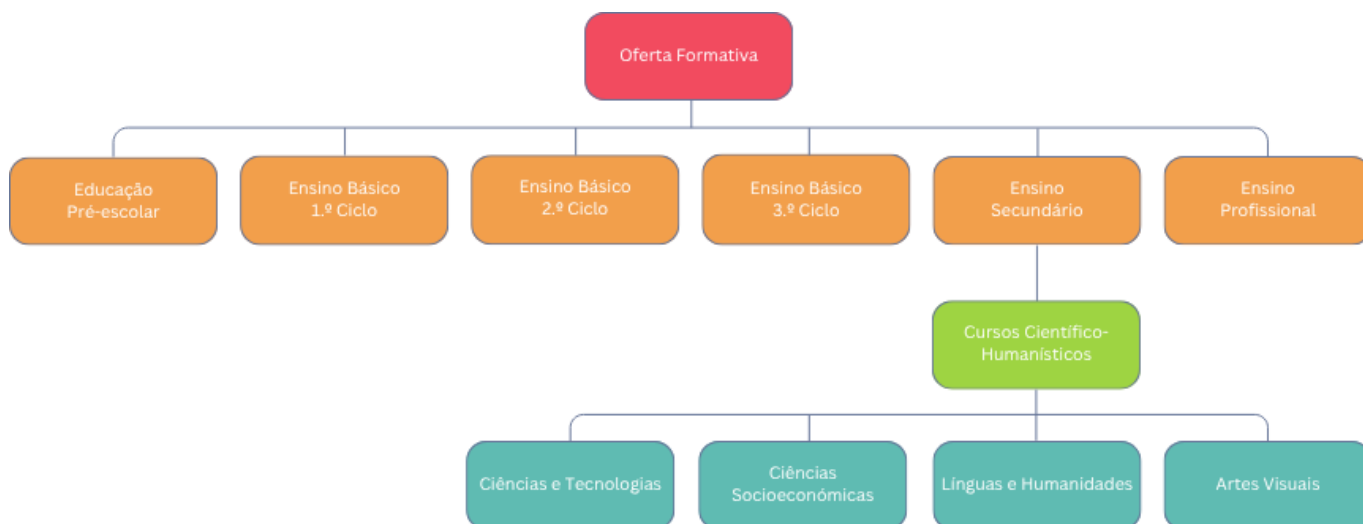 Oferta Formativa
Educação
Pré-escolar
Ensino Básico
1.º Ciclo
Ensino Básico
2.º Ciclo
Ensino Básico
3.º Ciclo
Ensino
Secundário
Ensino
Profissional
Cursos Científico-
Humanísticos
Ciências e Tecnologias
Ciências
Socioeconómicas
Línguas e Humanidades
Artes Visuais